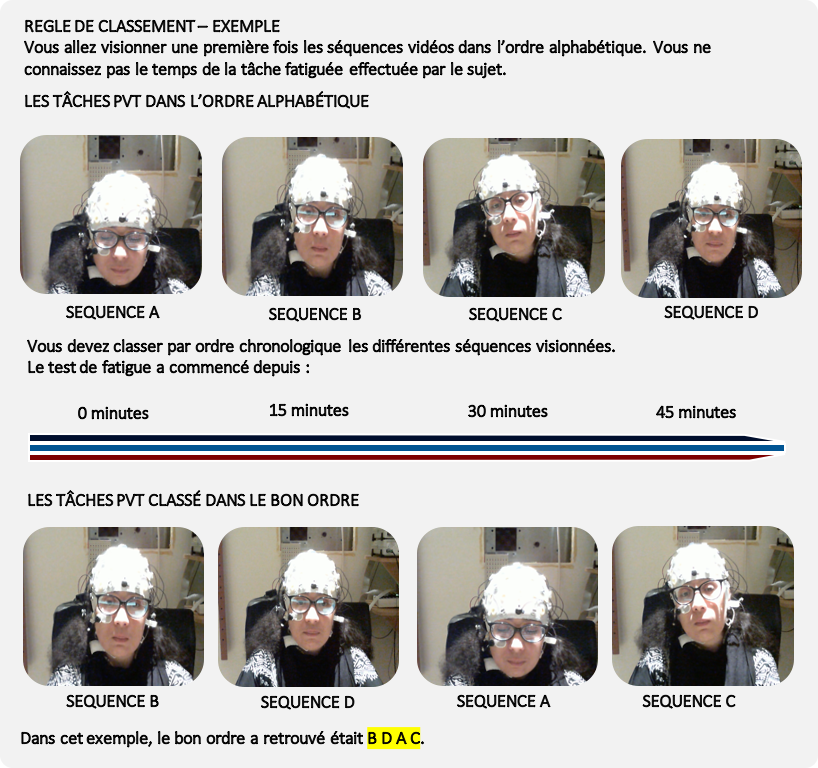 REGLE DE CLASSEMENT – EXEMPLE
Vous allez visionner une première fois les séquences vidéos dans l'ordre alphabétique. Vous ne
connaissez pas le temps de la tâche fatiguée effectuée par le sujet.
LES TÂCHES PVT DANS L'ORDRE ALPHABÉTIQUE
SEQUENCE A
SEQUENCE B
SEQUENCE C
SEQUENCE D
Vous devez classer par ordre chronologique les différentes séquences visionnées.
Le test de fatigue a commencé depuis :
0 minutes
15 minutes
30 minutes
45 minutes
LES TÂCHES PVT CLASSÉ DANS LE BON ORDRE
SEQUENCE B
SEQUENCE D
SEQUENCE A
SEQUENCE C
Dans cet exemple, le bon ordre a retrouvé était B D A C.